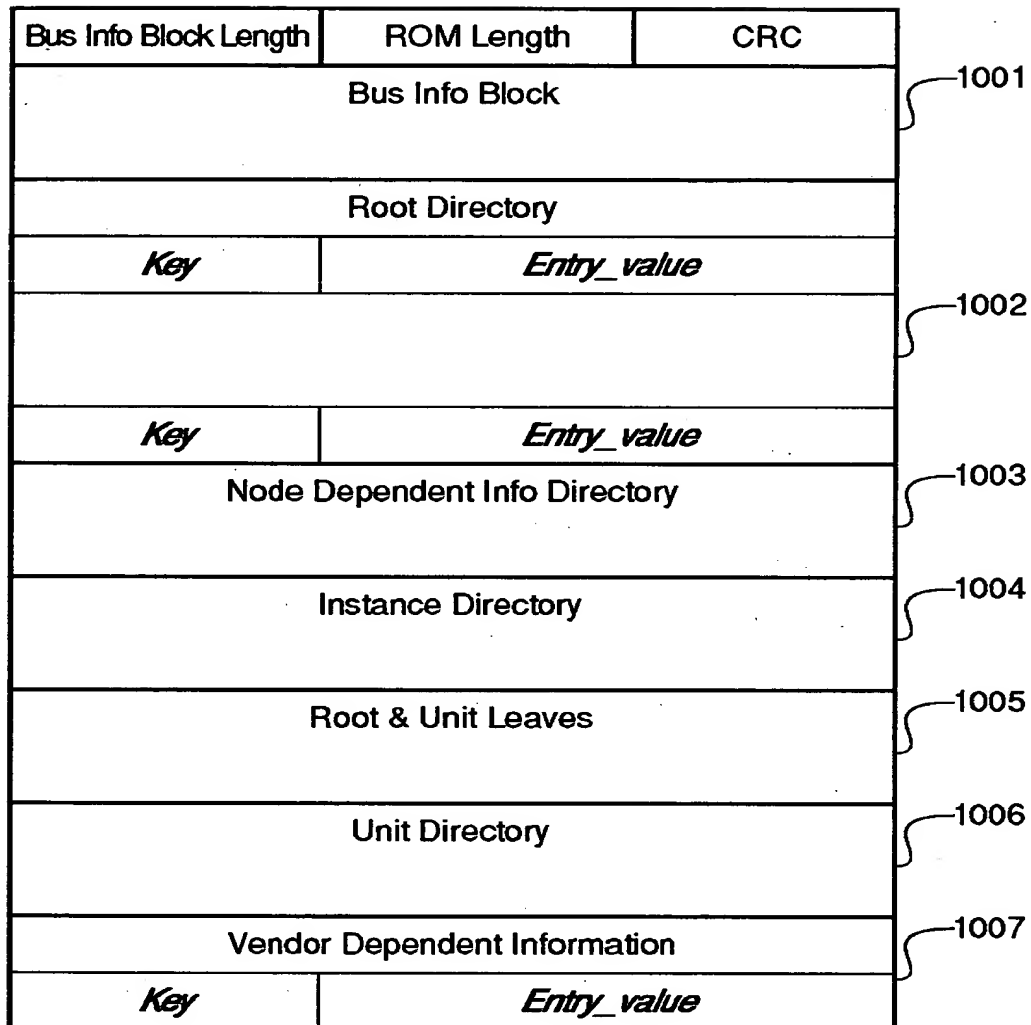 Bus Info Block Length ROM Length CRC
Bus Info Block
1001
Root Directory
Key Entry_value
1002
Key Entry_value
Node Dependent Info Directory
1003
Instance Directory
1004
Root & Unit Leaves
1005
Unit Directory
1006
Vendor Dependent Information
1007
Key Entry_value